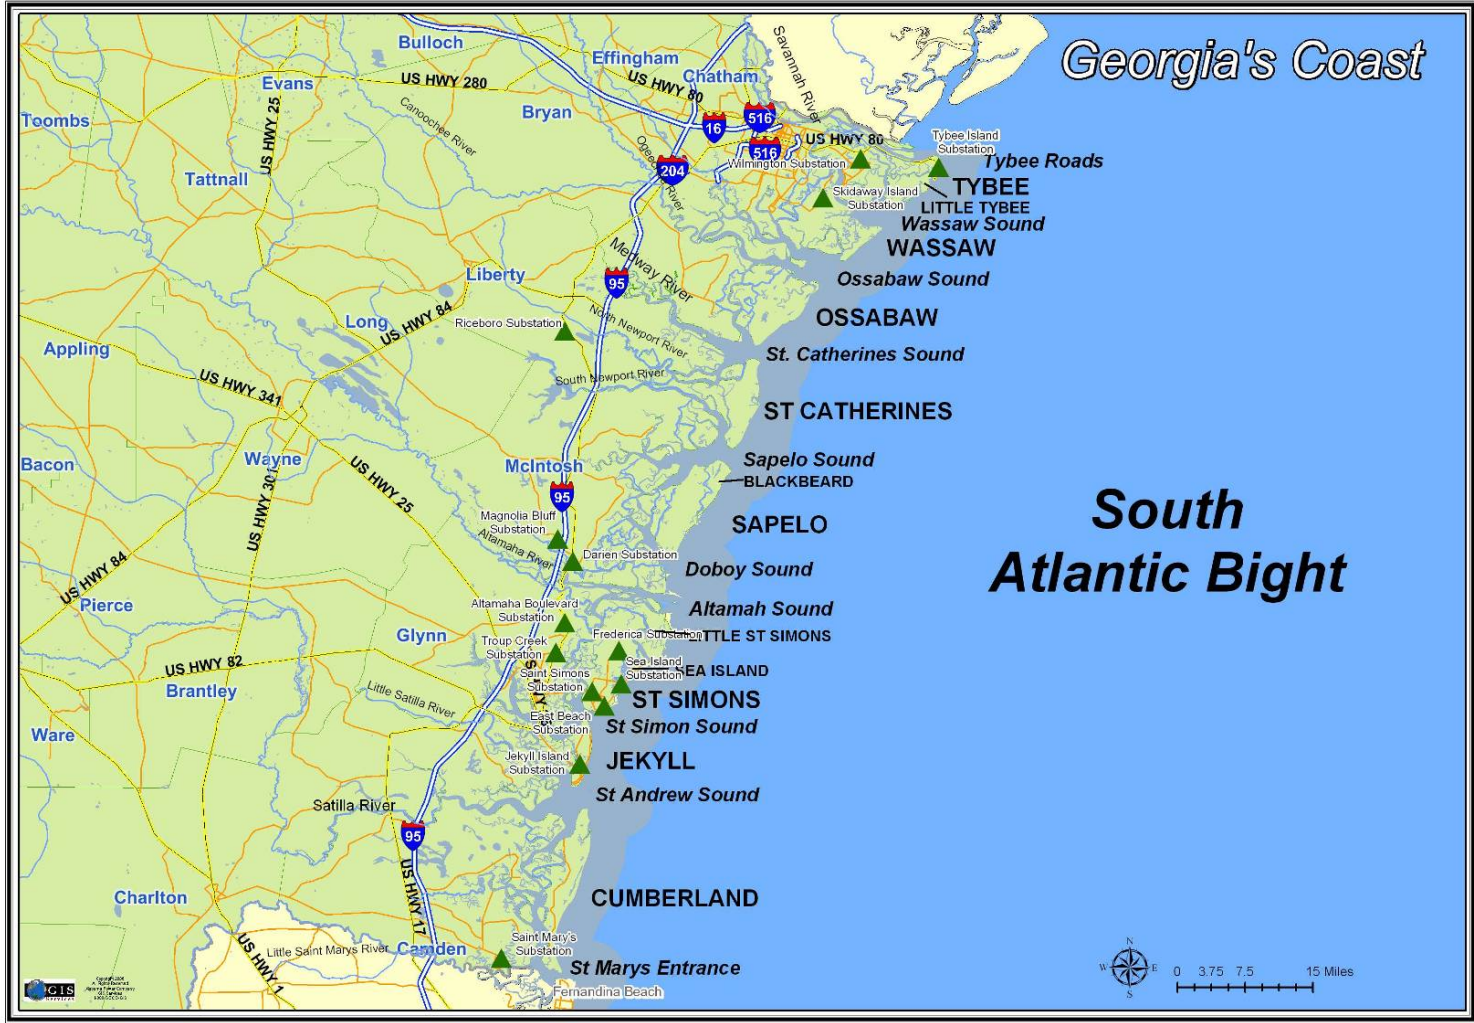 Georgia's Coast
Bulloch
Effingham
Chatham
Savannah River
Evans
US HWY 280
US HWY 80
Toombs
US HWY 25
Canoochee River
Bryan
16
516
516
US HWY 80
Tybee Island
Substation
Tybee Roads
Wilmington Substation
204
Tattnall
TYBEE
Skidaway Island
Substation
LITTLE TYBEE
Wassaw Sound
WASSAW
Medway River
Liberty
95
Ossabaw Sound
US HWY 84
Long
Riceboro Substation
North Newport River
OSSABAW
Appling
St. Catherines Sound
US HWY 341
South Newport River
ST CATHERINES
Bacon
Wayne
McIntosh
Sapelo Sound
BLACKBEARD
US HWY 301
US HWY 25
95
South
Atlantic Bight
Magnolia Bluff
Substation
SAPELO
Altamaha River
Darien Substation
Doboy Sound
US HWY 84
Pierce
Altamaha Boulevard
Substation
Altamah Sound
Glynn
Troup Creek
Substation
Frederica Substation
LITTLE ST SIMONS
US HWY 82
Sea Island
Substation
SEA ISLAND
Saint Simons
Substation
Brantley
Little Satilla River
ST SIMONS
East Beach
Substation
St Simon Sound
Ware
Jekyll Island
Substation
JEKYLL
St Andrew Sound
Satilla River
95
US HWY 17
Charlton
CUMBERLAND
US HWY 1
Little Saint Marys River
Camden
Saint Mary's
Substation
St Marys Entrance
Fernandina Beach
N
W
E
S
0 3.75 7.5 15 Miles
GIS
Services